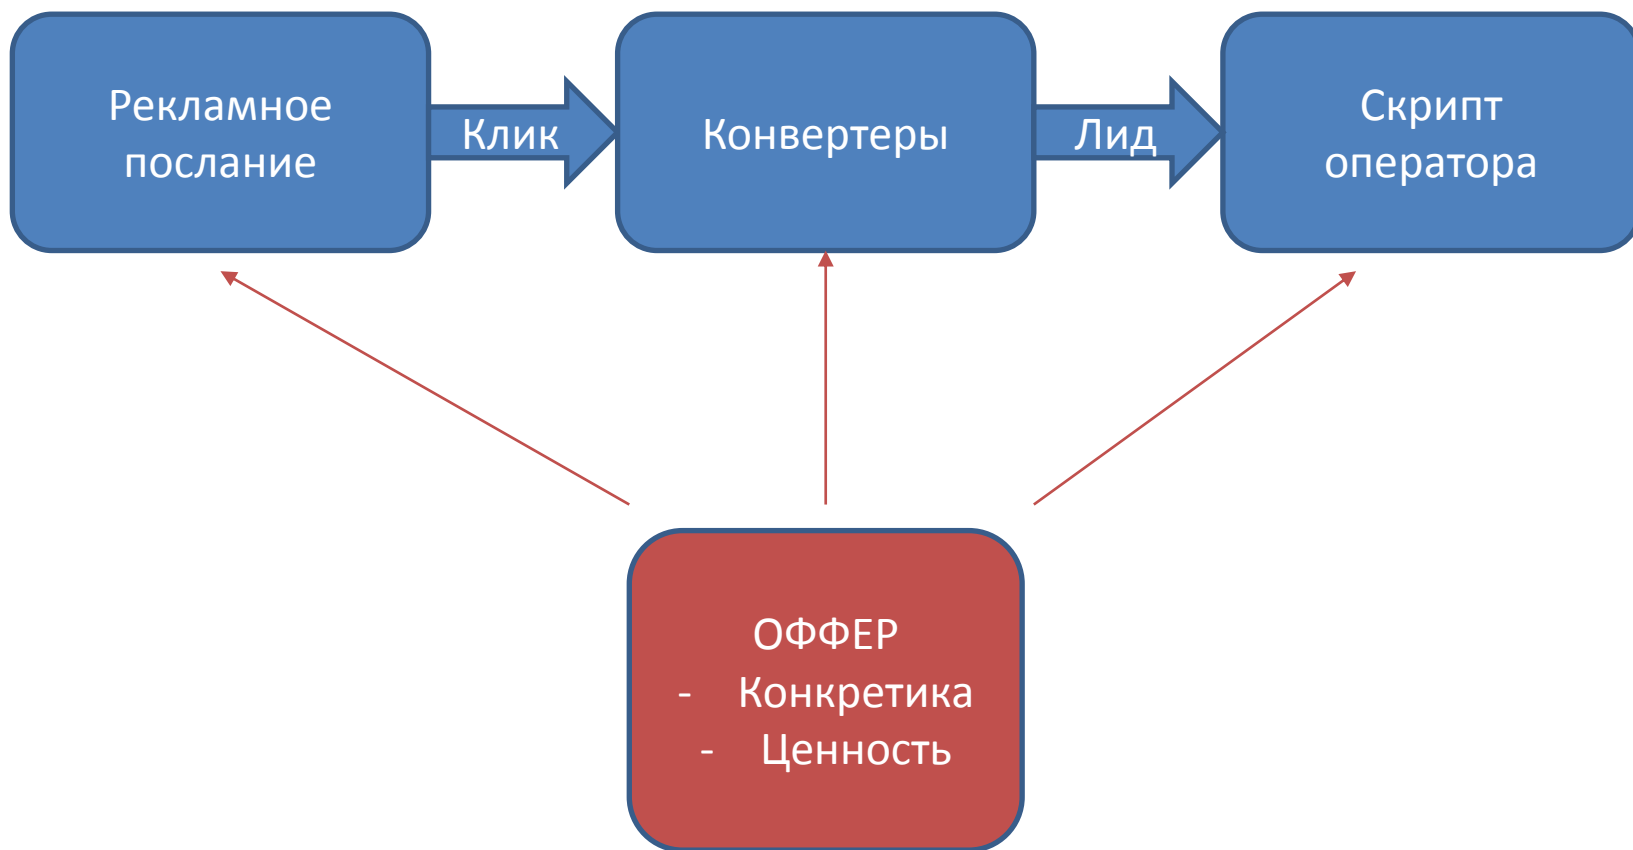 Рекламное
послание
Клик
Конвертеры
Лид
Скрипт
оператора
ОФФЕР
- Конкретика
- Ценность